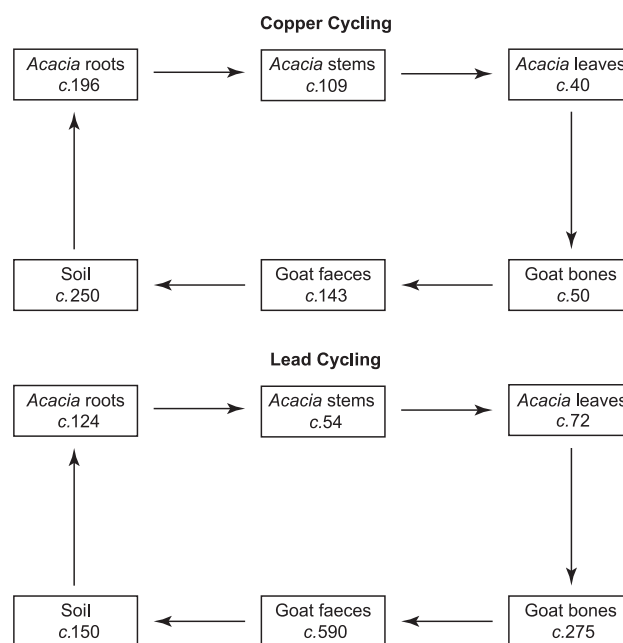 Copper Cycling
Acacia roots
c.196
Acacia stems
c.109
Acacia leaves
c.40
Soil
c.250
Goat faeces
c.143
Goat bones
c.50
Lead Cycling
Acacia roots
c.124
Acacia stems
c.54
Acacia leaves
c.72
Soil
c.150
Goat faeces
c.590
Goat bones
c.275